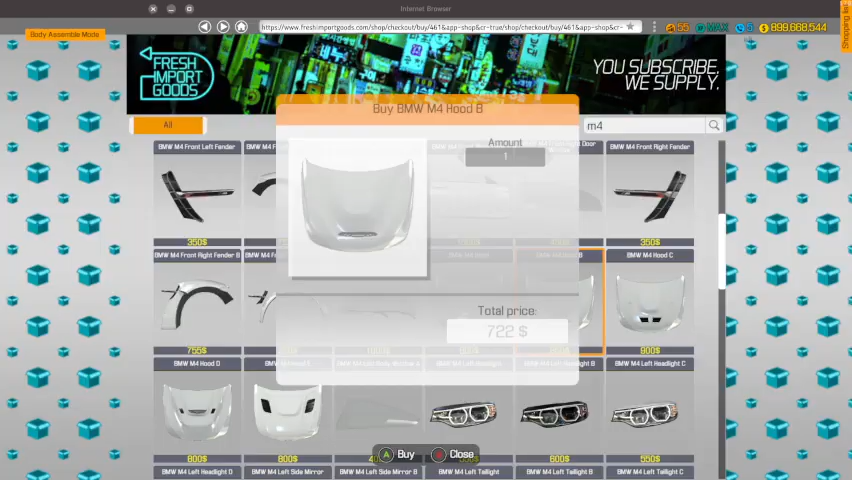 Internet Browser
Body Assemble Mode
https://www.freshimportgoods.com/shop/checkout/buy/461&app-shop&cr-true/shop/checkout/buy/461&app-shop&cr-
55
MAX
899,668,544
(Shopping list)
FRESH
IMPORT
GOODS
YOU SUBSCRIBE.
WE SUPPLY.
All
m4
Buy BMW M4 Hood B
Amount
1
Total price:
722 $
BMW M4 Front Left Fender
BMW M4 Front Right Fender
350$
350$
BMW M4 Front Right Fender B
BMW M4 Hood C
755$
900$
BMW M4 Hood D
BMW M4 Left Headlight C
800$
800$
600$
550$
Buy
Close
BMW M4 Left Headlight D
BMW M4 Left Side Mirror
BMW M4 Left Side Mirror B
BMW M4 Left Taillight
BMW M4 Left Taillight B
BMW M4 Left Taillight C